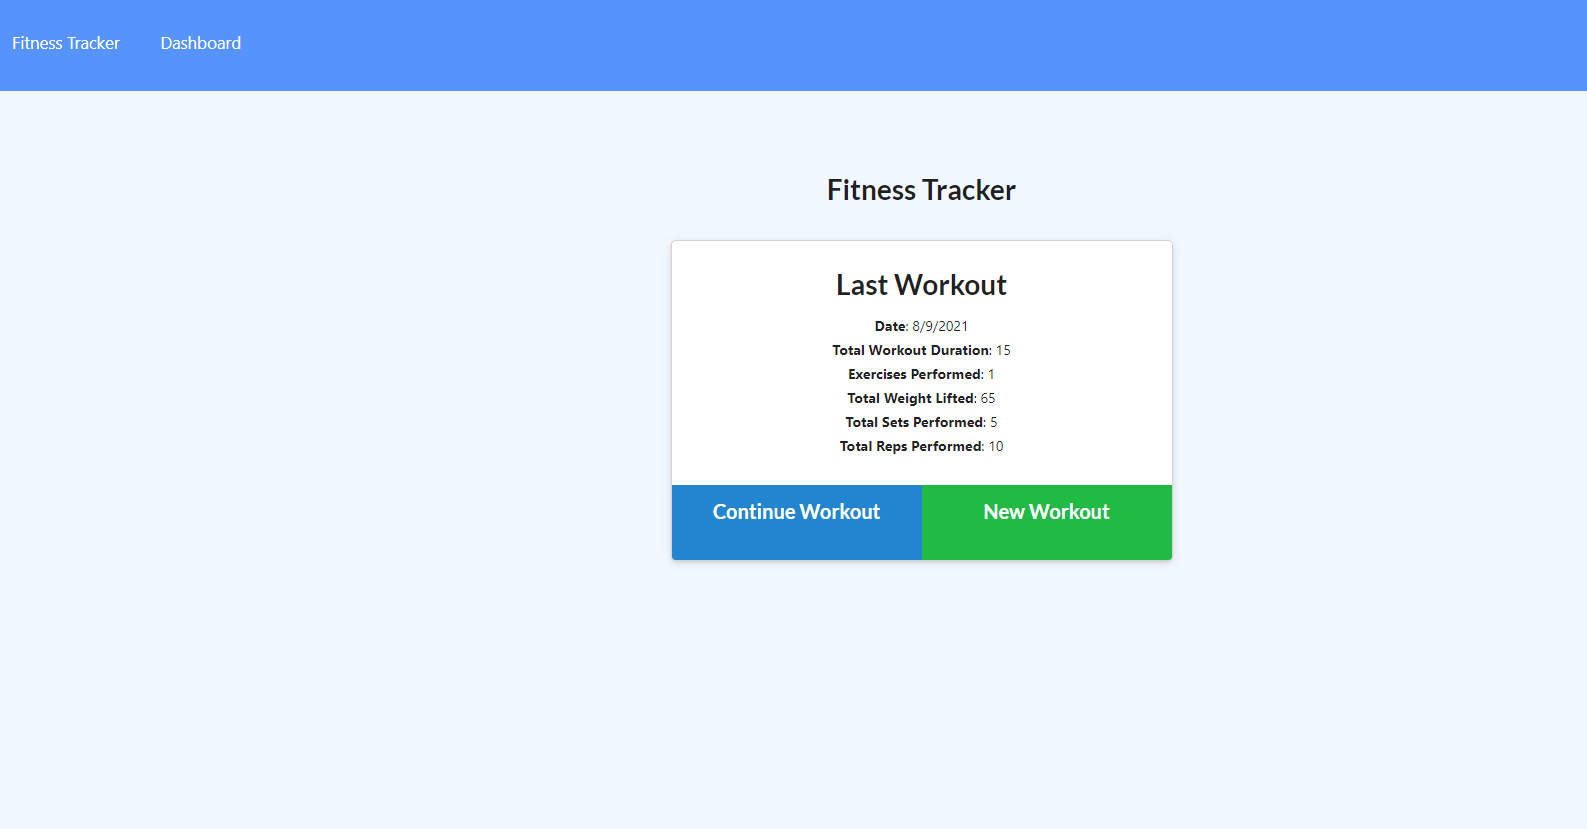 Fitness Tracker Dashboard
Fitness Tracker
Last Workout
Date: 8/9/2021
Total Workout Duration: 15
Exercises Performed: 1
Total Weight Lifted: 65
Total Sets Performed: 5
Total Reps Performed: 10
Continue Workout New Workout